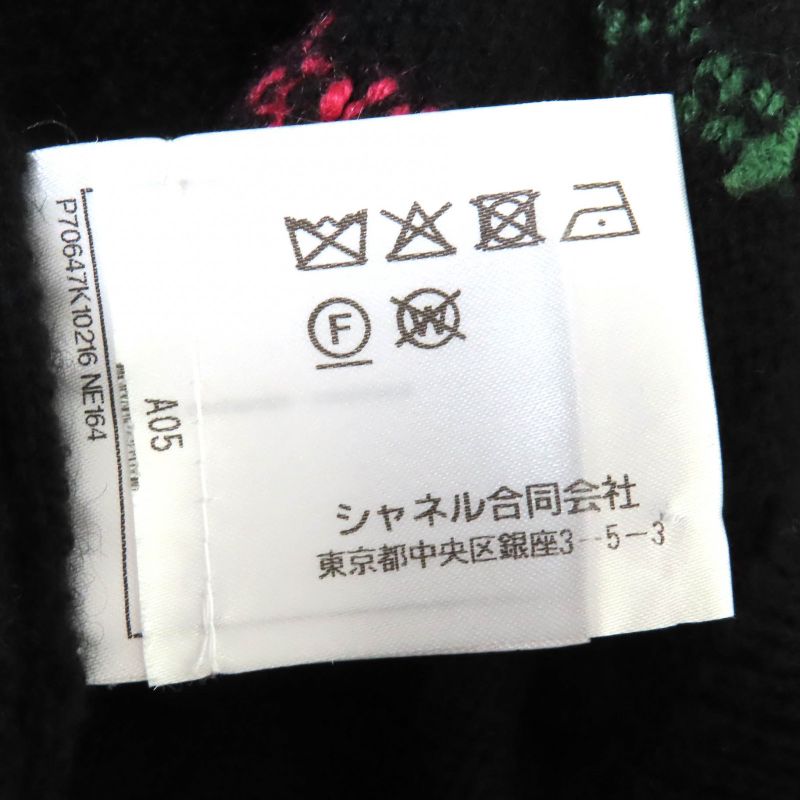 F
W
シャネル合同会社
東京都中央区銀座3-5-3
A05
P70647K10216 NE164